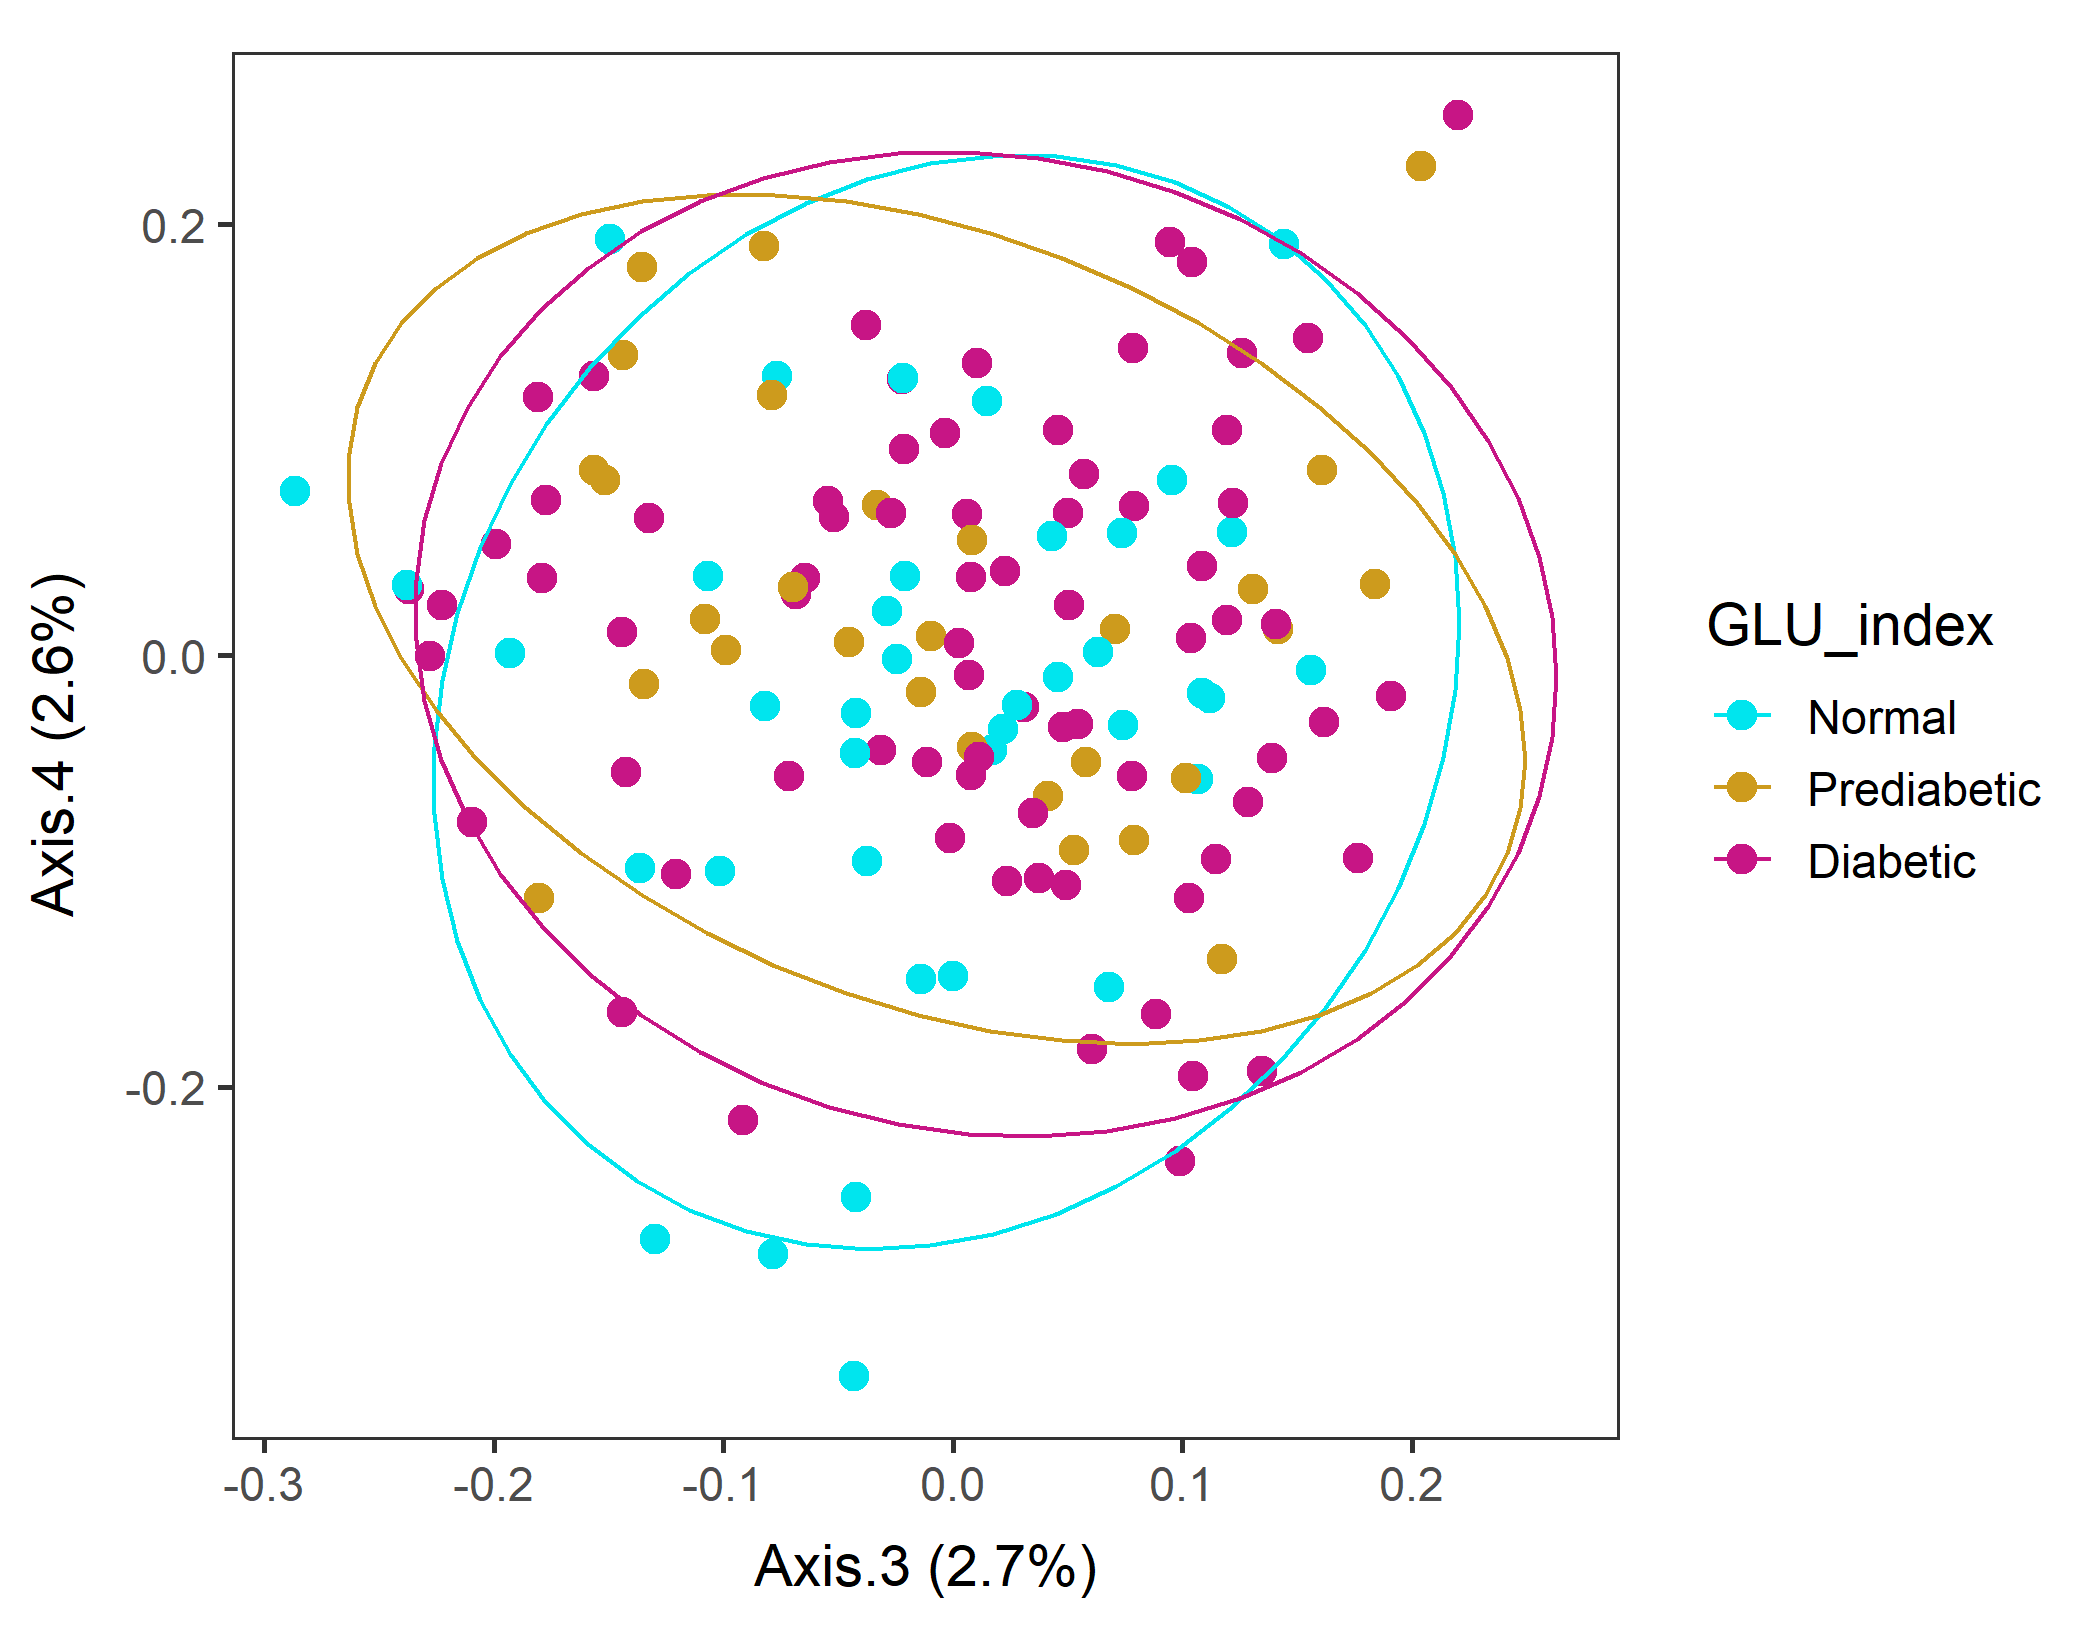 0.2
0.0
-0.2
Axis.4 (2.6%)
-0.3
-0.2
-0.1
0.0
0.1
0.2
Axis.3 (2.7%)
GLU_index
Normal
Prediabetic
Diabetic